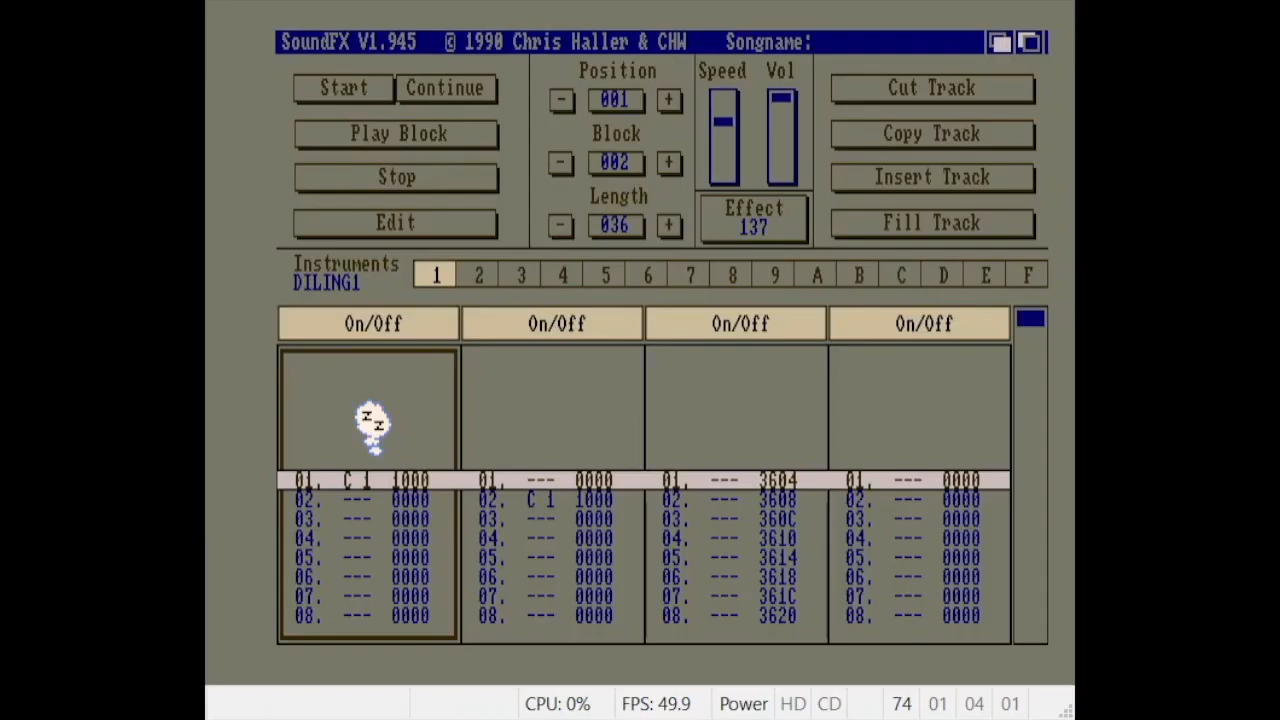 SoundFX V1.945 © 1990 Chris Haller & CHW Songname:
Start Continue
Play Block
Stop
Edit
Position
- 001 +
Block
- 002 +
Length
- 036 +
Speed Vol
Effect
137
Cut Track
Copy Track
Insert Track
Fill Track
Instruments
DILING1
1 2 3 4 5 6 7 8 9 A B C D E F
On/Off On/Off On/Off On/Off
z
z
01. C 1 1000 01. --- 0000 01. --- 3604 01. --- 0000
02. --- 0000 02. C 1 1000 02. --- 3608 02. --- 0000
03. --- 0000 03. --- 0000 03. --- 360C 03. --- 0000
04. --- 0000 04. --- 0000 04. --- 3610 04. --- 0000
05. --- 0000 05. --- 0000 05. --- 3614 05. --- 0000
06. --- 0000 06. --- 0000 06. --- 3618 06. --- 0000
07. --- 0000 07. --- 0000 07. --- 361C 07. --- 0000
08. --- 0000 08. --- 0000 08. --- 3620 08. --- 0000
CPU: 0% FPS: 49.9 Power HD CD 74 01 04 01